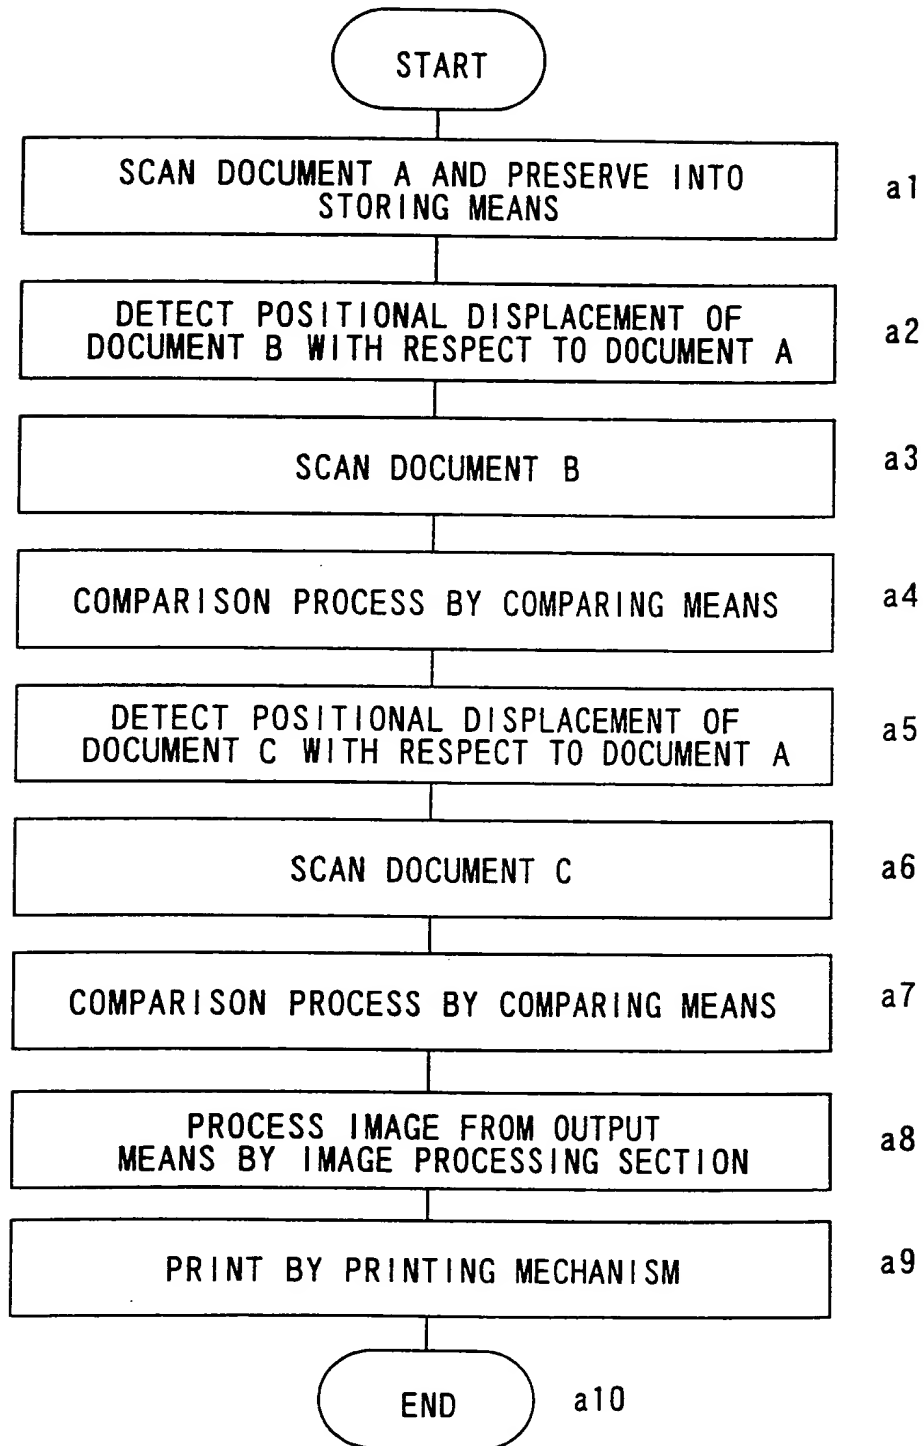 START
SCAN DOCUMENT A AND PRESERVE INTO
STORING MEANS
a1
DETECT POSITIONAL DISPLACEMENT OF
DOCUMENT B WITH RESPECT TO DOCUMENT A
a2
SCAN DOCUMENT B
a3
COMPARISON PROCESS BY COMPARING MEANS
a4
DETECT POSITIONAL DISPLACEMENT OF
DOCUMENT C WITH RESPECT TO DOCUMENT A
a5
SCAN DOCUMENT C
a6
COMPARISON PROCESS BY COMPARING MEANS
a7
PROCESS IMAGE FROM OUTPUT
MEANS BY IMAGE PROCESSING SECTION
a8
PRINT BY PRINTING MECHANISM
a9
END
a10